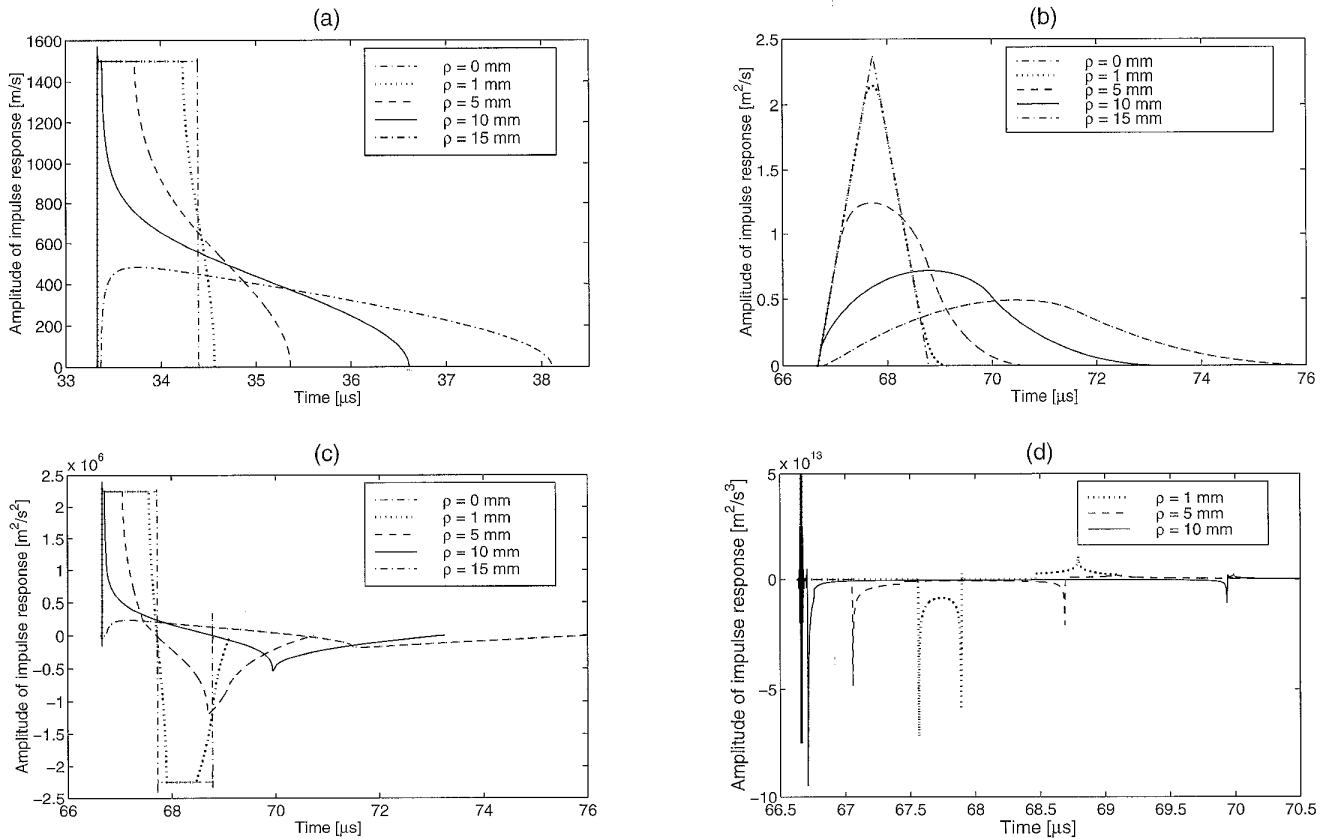 (a)
1600
1400
1200
1000
800
600
400
200
0
Amplitude of impulse response [m/s]
33 34 35 36 37 38
Time [μs]
ρ = 0 mm
ρ = 1 mm
ρ = 5 mm
ρ = 10 mm
ρ = 15 mm
(b)
2.5
2
1.5
1
0.5
0
Amplitude of impulse response [m²/s]
66 68 70 72 74 76
Time [μs]
ρ = 0 mm
ρ = 1 mm
ρ = 5 mm
ρ = 10 mm
ρ = 15 mm
(c)
x 10⁶
2.5
2
1.5
1
0.5
0
−0.5
−1
−1.5
−2
−2.5
Amplitude of impulse response [m²/s²]
66 68 70 72 74 76
Time [μs]
ρ = 0 mm
ρ = 1 mm
ρ = 5 mm
ρ = 10 mm
ρ = 15 mm
(d)
x 10¹³
5
0
−5
−10
Amplitude of impulse response [m²/s³]
66.5 67 67.5 68 68.5 69 69.5 70 70.5
Time [μs]
ρ = 1 mm
ρ = 5 mm
ρ = 10 mm